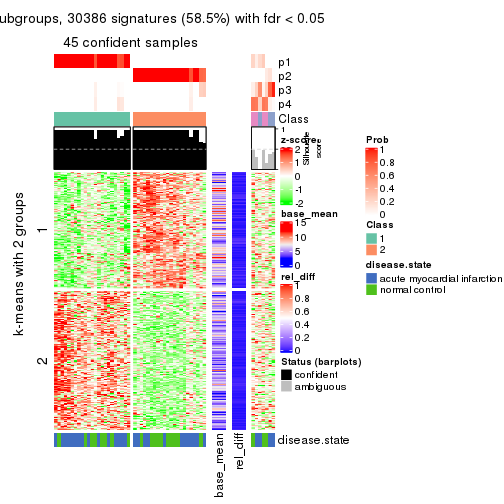 ubgroups, 30386 signatures (58.5%) with fdr < 0.05
45 confident samples
p1
p2
p3
p4
Class
1
Silhouette
score
k-means with 2 groups
1
2
base_mean
rel_diff
disease.state
z-score
2
1
0
-1
-2
base_mean
15
10
5
0
rel_diff
1
0.8
0.6
0.4
0.2
0
Status (barplots)
confident
ambiguous
Prob
1
0.8
0.6
0.4
0.2
0
Class
1
2
disease.state
acute myocardial infarction
normal control